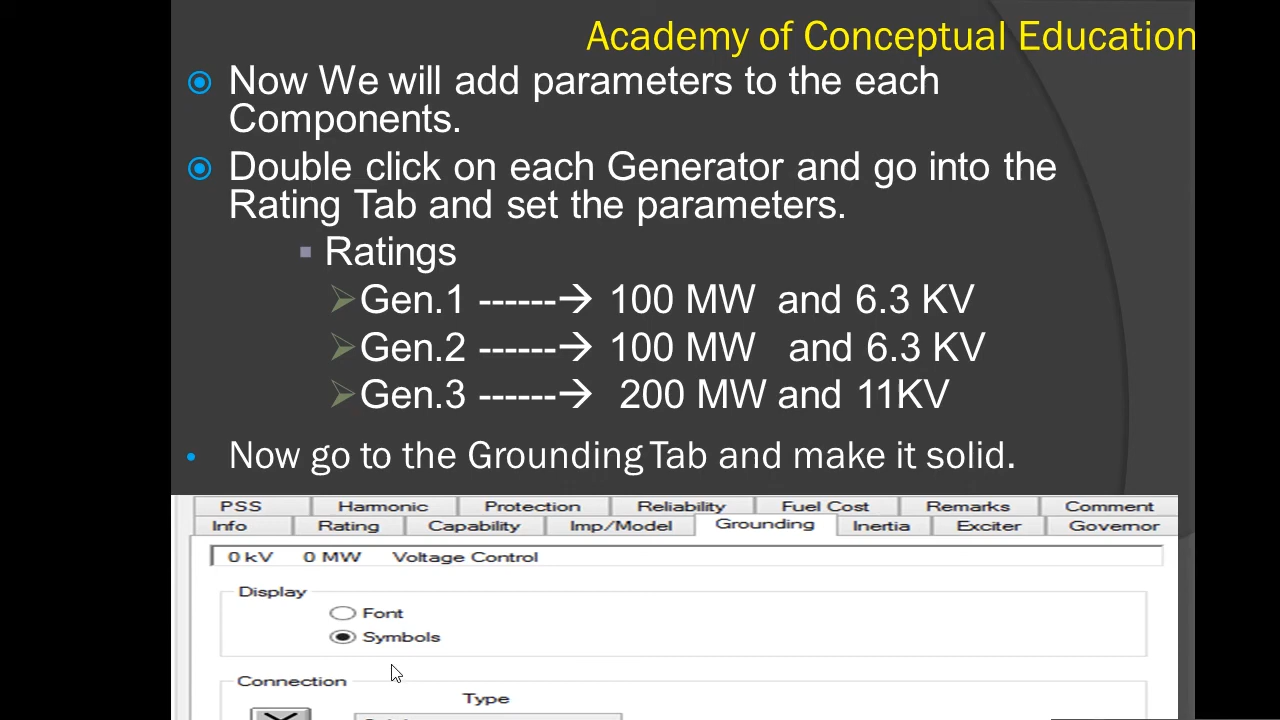 Academy of Conceptual Education
Now We will add parameters to the each
Components.
Double click on each Generator and go into the
Rating Tab and set the parameters.
Ratings
Gen.1 ------→ 100 MW and 6.3 KV
Gen.2 ------→ 100 MW and 6.3 KV
Gen.3 ------→ 200 MW and 11KV
Now go to the Grounding Tab and make it solid.
PSS Harmonic Protection Reliability Fuel Cost Remarks Comment
Info Rating Capability Imp/Model Grounding Inertia Exciter Governor
0 kV 0 MW Voltage Control
Display
Font
Symbols
Connection
Type